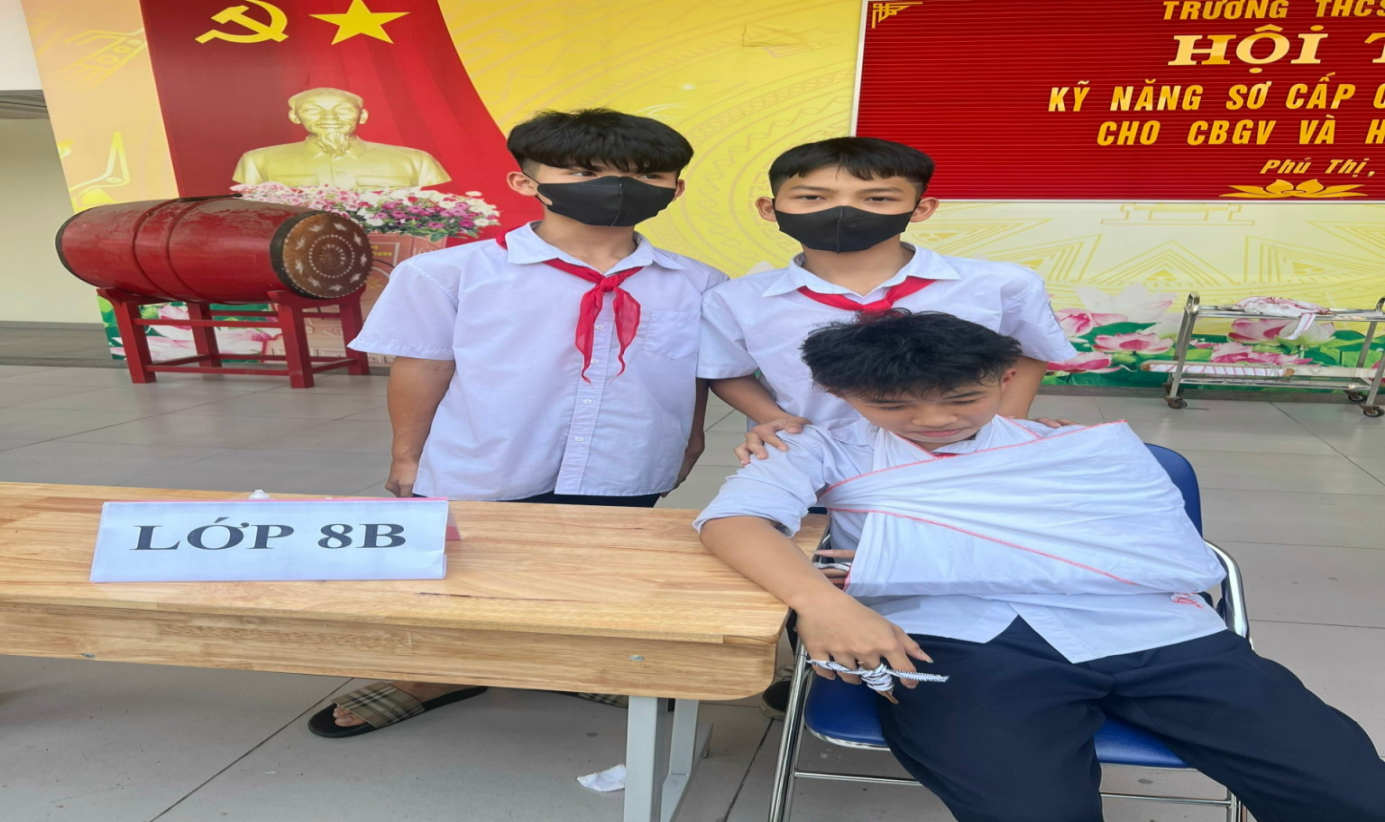 TRƯỜNG THCS
HỘI
KỸ NĂNG SƠ CẤP
CHO CBGV VÀ
Phú Thị,
LỚP 8B